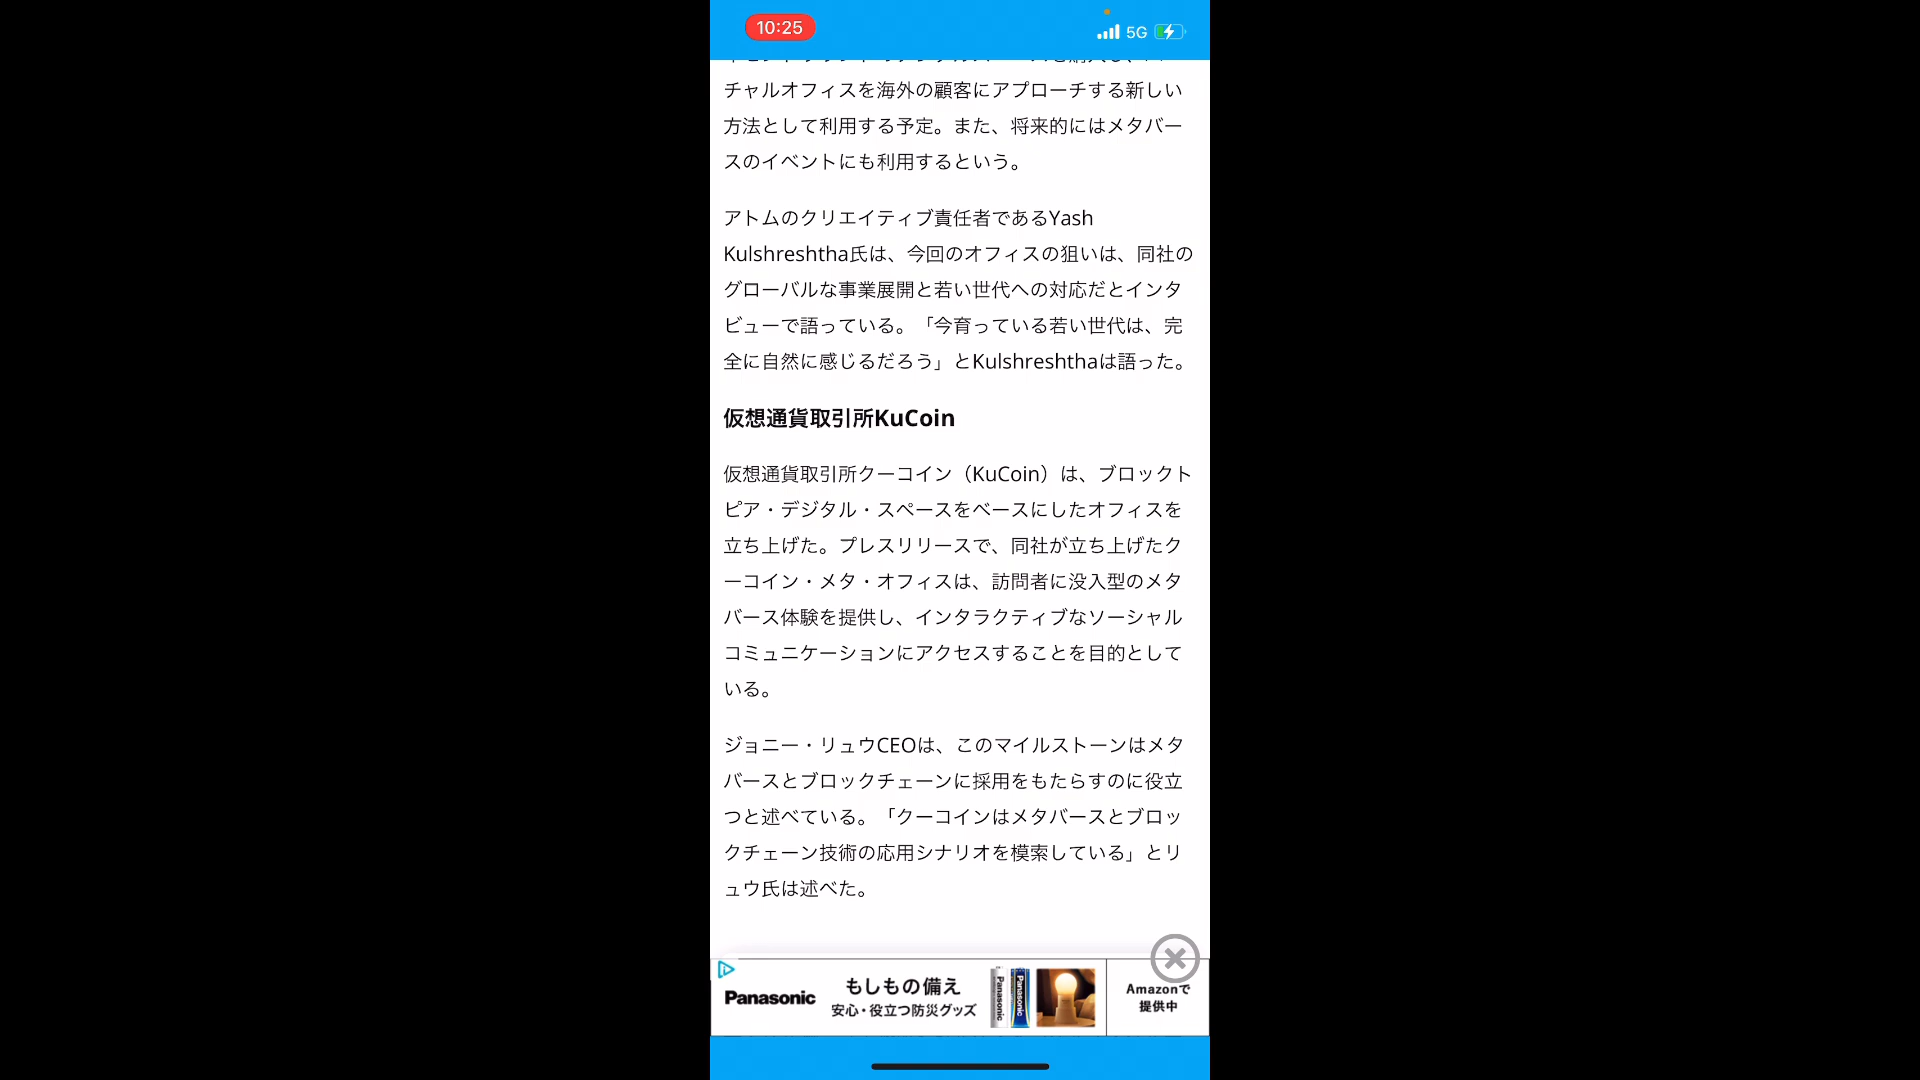 10:25
5G
チャルオフィスを海外の顧客にアプローチする新しい
方法として利用する予定。また、将来的にはメタバー
スのイベントにも利用するという。
アトムのクリエイティブ責任者であるYash
Kulshreshtha氏は、今回のオフィスの狙いは、同社の
グローバルな事業展開と若い世代への対応だとインタ
ビューで語っている。「今育っている若い世代は、完
全に自然に感じるだろう」とKulshreshthaは語った。
仮想通貨取引所KuCoin
仮想通貨取引所クーコイン（KuCoin）は、ブロックト
ピア・デジタル・スペースをベースにしたオフィスを
立ち上げた。プレスリリースで、同社が立ち上げたク
ーコイン・メタ・オフィスは、訪問者に没入型のメタ
バース体験を提供し、インタラクティブなソーシャル
コミュニケーションにアクセスすることを目的として
いる。
ジョニー・リュウCEOは、このマイルストーンはメタ
バースとブロックチェーンに採用をもたらすのに役立
つと述べている。「クーコインはメタバースとブロッ
クチェーン技術の応用シナリオを模索している」とリ
ュウ氏は述べた。
Panasonic
もしもの備え
安心・役立つ防災グッズ
Panasonic
Panasonic
Amazonで
提供中